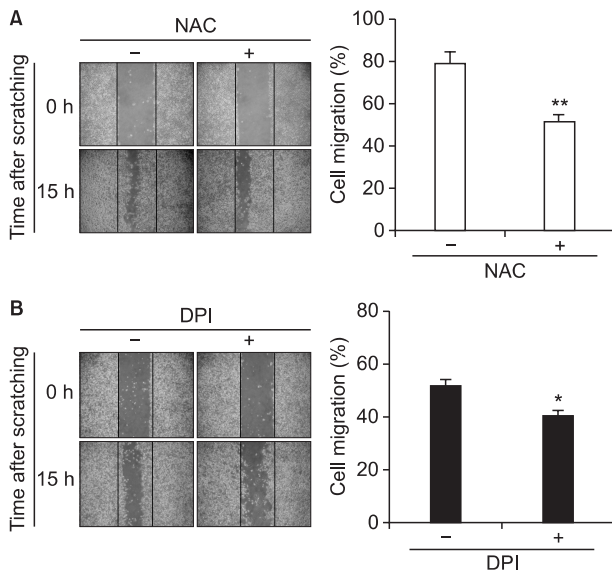 A
NAC
− +
Time after scratching
0 h
15 h
Cell migration (%)
100
80
60
40
20
0
**
− +
NAC
B
DPI
− +
Time after scratching
0 h
15 h
Cell migration (%)
80
60
40
20
0
*
− +
DPI